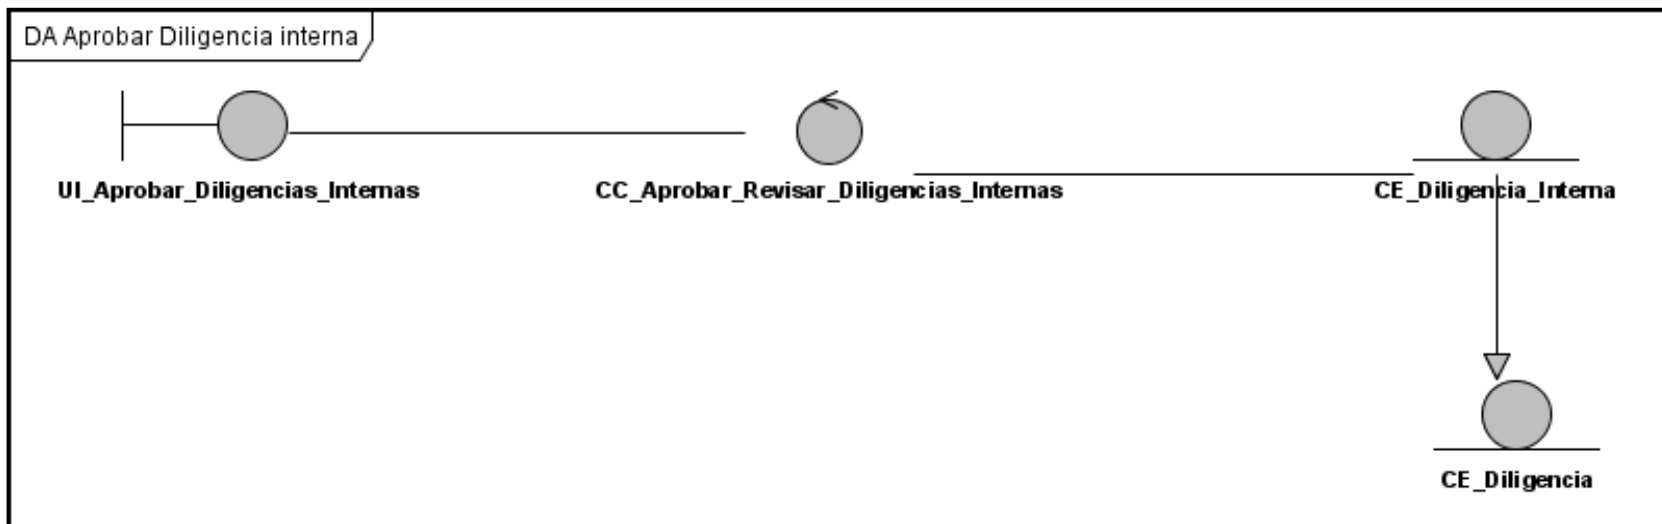 DA Aprobar Diligencia interna
UI_Aprobar_Diligencias_Internas
CC_Aprobar_Revisar_Diligencias_Internas
CE_Diligencia_Interna
CE_Diligencia